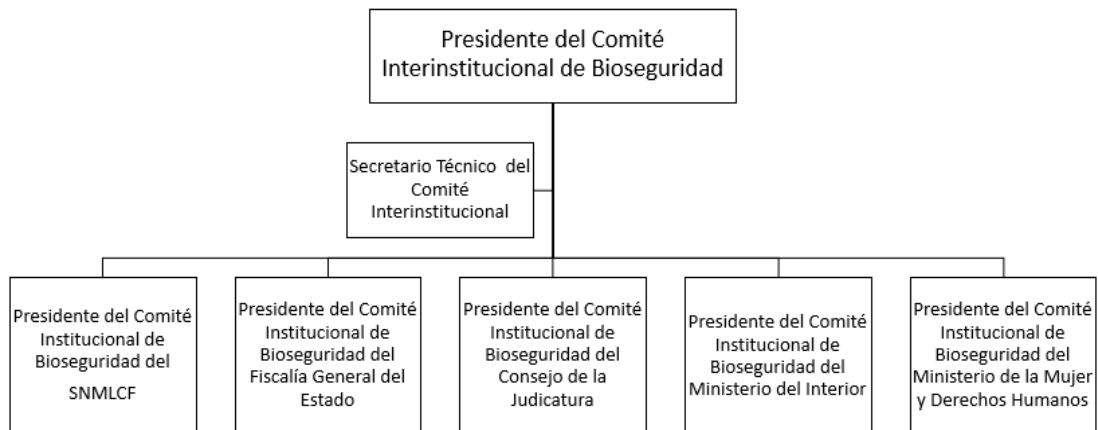 Presidente del Comité
Interinstitucional de Bioseguridad
Secretario Técnico del
Comité
Interinstitucional
Presidente del Comité
Institucional de
Bioseguridad del
SNMLCF
Presidente del Comité
Institucional de
Bioseguridad del
Fiscalía General del
Estado
Presidente del Comité
Institucional de
Bioseguridad del
Consejo de la
Judicatura
Presidente del Comité
Institucional de
Bioseguridad del
Ministerio del Interior
Presidente del Comité
Institucional de
Bioseguridad del
Ministerio de la Mujer
y Derechos Humanos